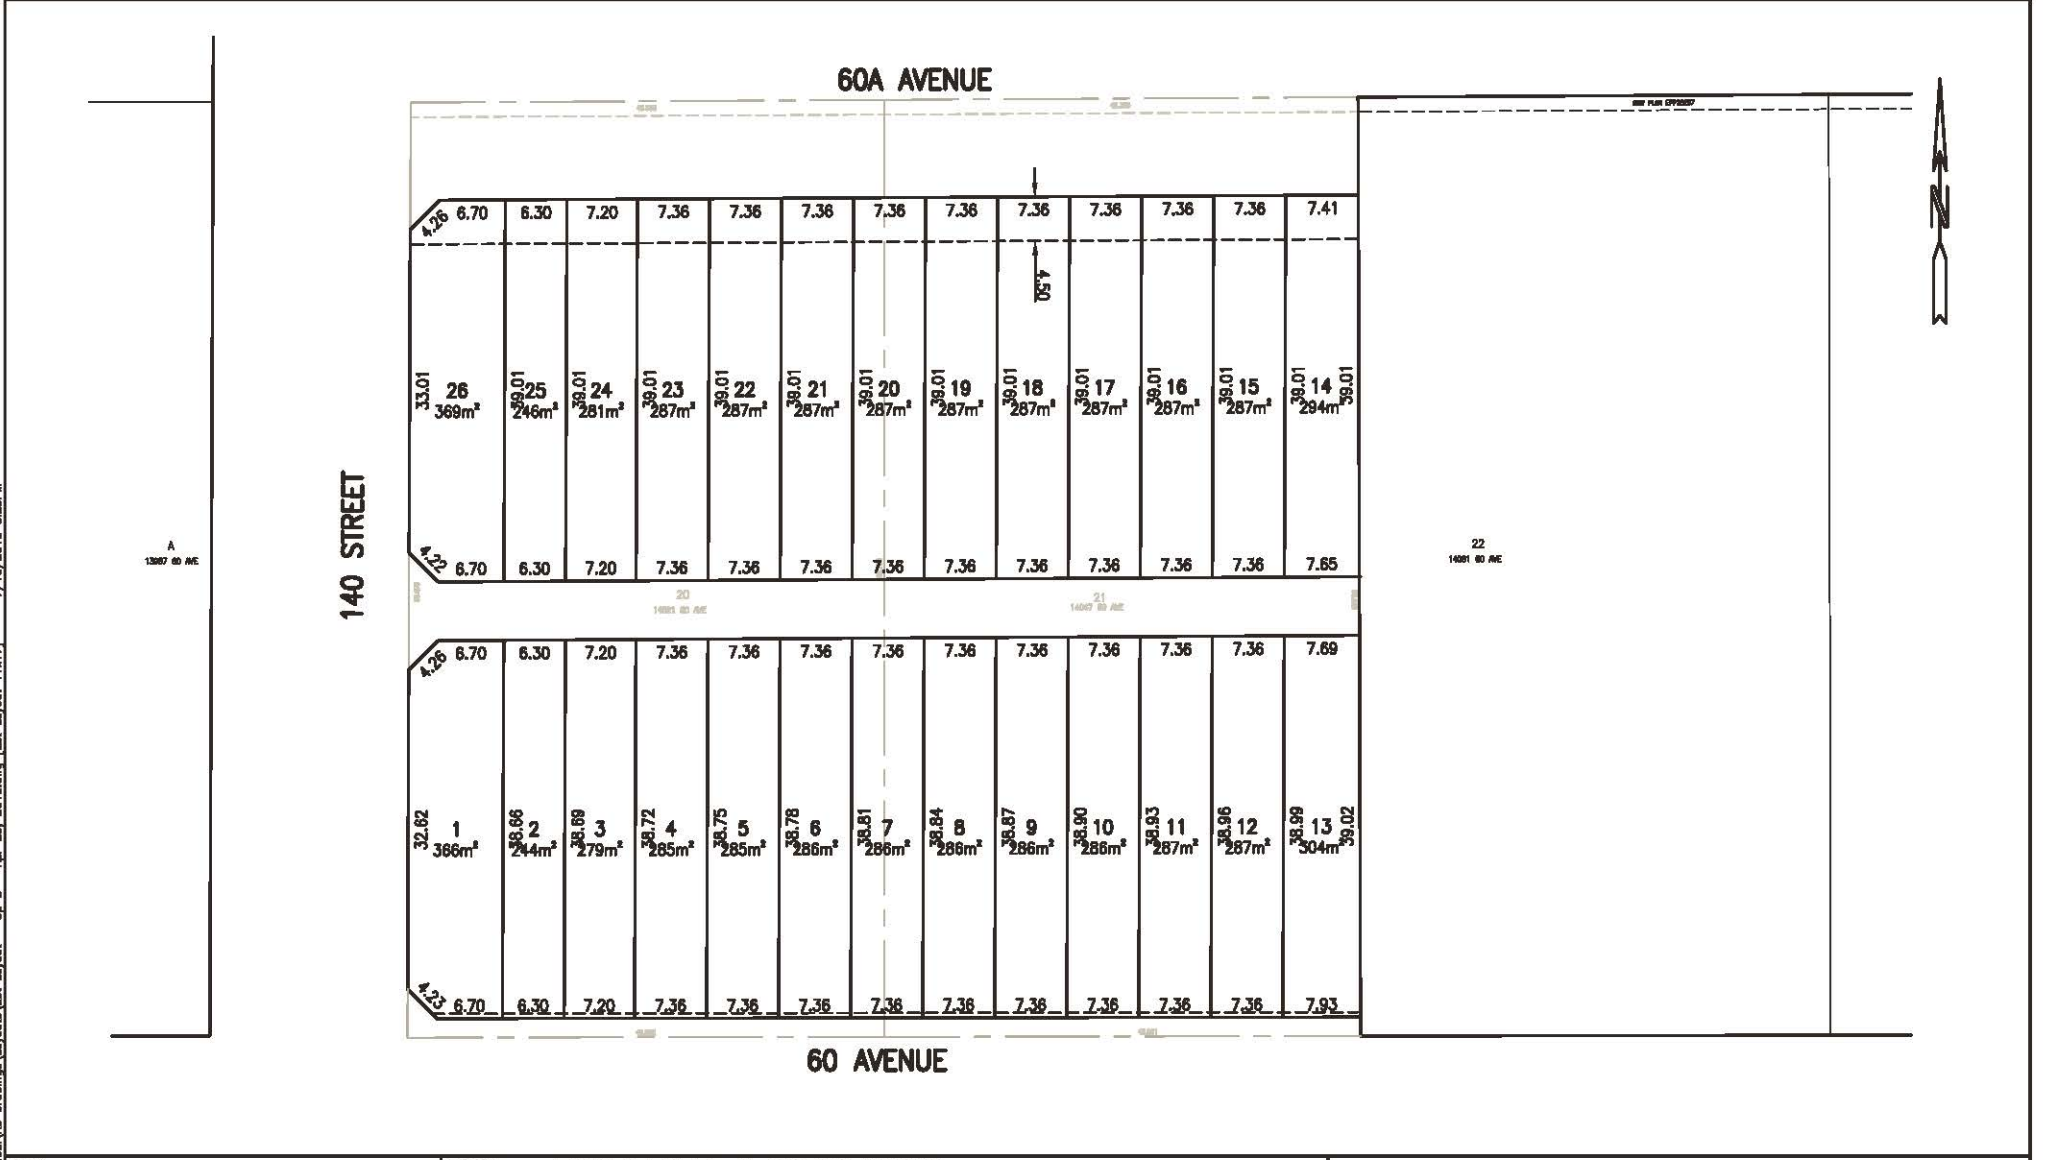 60A AVENUE
4.26 6.70 6.30 7.20 7.36 7.36 7.36 7.36 7.36 7.36 7.36 7.36 7.36 7.41
4.50
33.01 39.01 39.01 39.01 39.01 39.01 39.01 39.01 39.01 39.01 39.01 39.01 39.01 39.01
26 25 24 23 22 21 20 19 18 17 16 15 14
369m² 246m² 281m² 287m² 287m² 287m² 287m² 287m² 287m² 287m² 287m² 287m² 294m²
N
140 STREET
A
13987 60 AVE
22
14081 60 AVE
4.22 6.70 6.30 7.20 7.36 7.36 7.36 7.36 7.36 7.36 7.36 7.36 7.36 7.65
20
21
60 AVE
14067 60 AVE
4.26 6.70 6.30 7.20 7.36 7.36 7.36 7.36 7.36 7.36 7.36 7.36 7.36 7.69
32.62 38.66 38.69 38.72 38.75 38.78 38.81 38.84 38.87 38.90 38.93 38.96 38.99 39.02
1 2 3 4 5 6 7 8 9 10 11 12 13
366m² 244m² 279m² 285m² 285m² 286m² 286m² 286m² 286m² 286m² 287m² 287m² 304m²
4.23 6.70 6.30 7.20 7.36 7.36 7.36 7.36 7.36 7.36 7.36 7.36 7.36 7.93
60 AVENUE